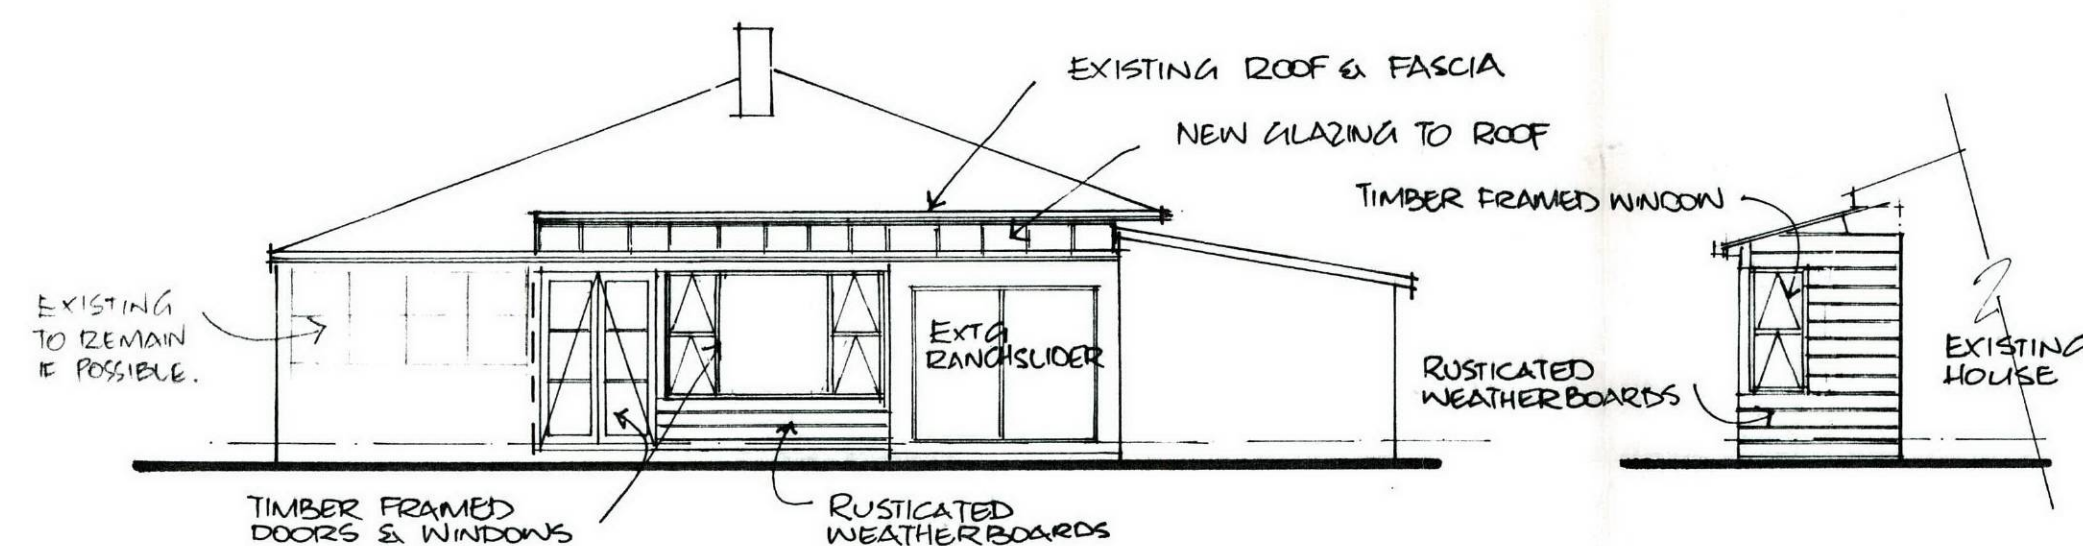 EXISTING ROOF & FASCIA
NEW GLAZING TO ROOF
TIMBER FRAMED WINDOW
EXISTING
TO REMAIN
IF POSSIBLE.
EXTG
RANCHSLIDER
RUSTICATED
WEATHERBOARDS
EXISTING
HOUSE
TIMBER FRAMED
DOORS & WINDOWS
RUSTICATED
WEATHERBOARDS